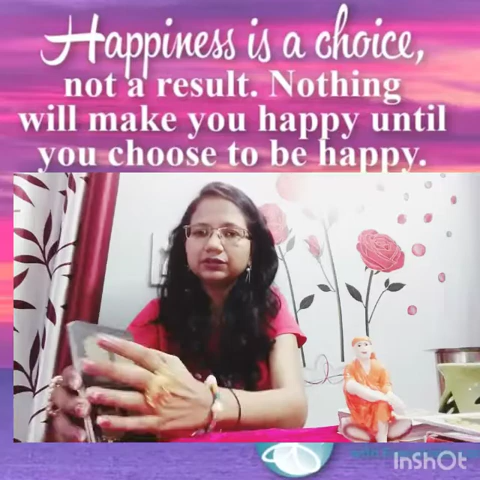 Happiness is a choice,
not a result. Nothing
will make you happy until
you choose to be happy.
InShOt